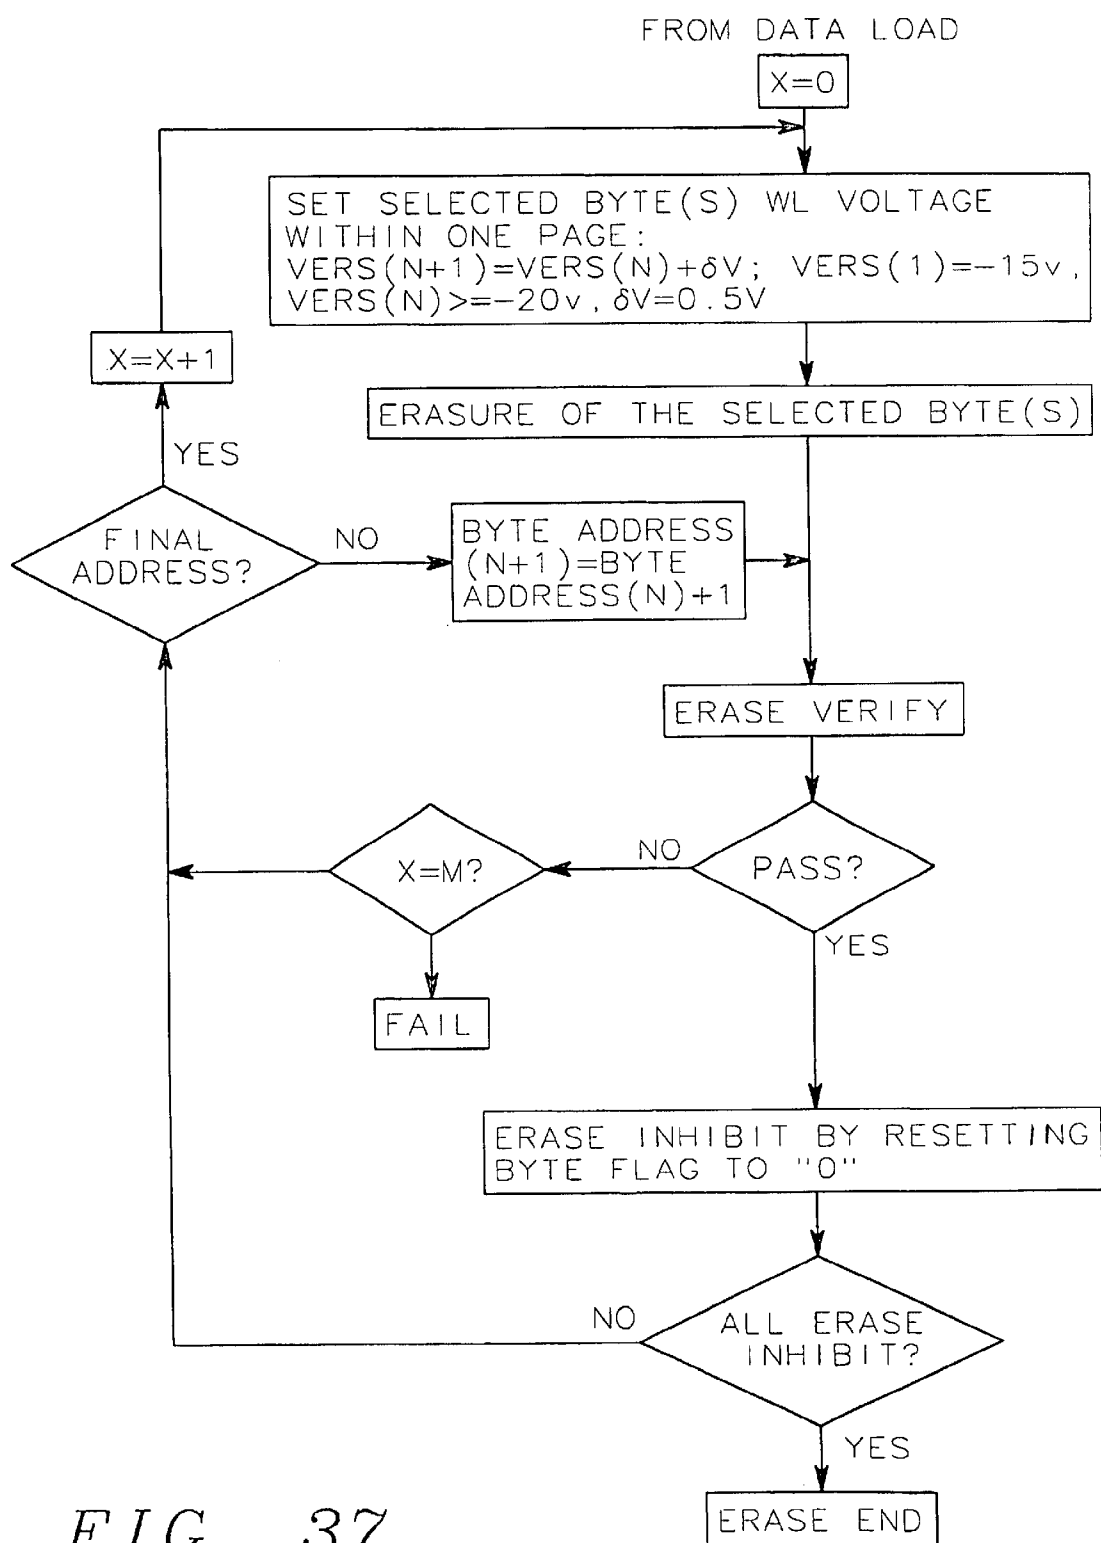 FROM DATA LOAD
X=0
SET SELECTED BYTE(S) WL VOLTAGE
WITHIN ONE PAGE:
VERS(N+1)=VERS(N)+δV; VERS(1)=-15v,
VERS(N)>=-20v, δV=0.5V
X=X+1
ERASURE OF THE SELECTED BYTE(S)
YES
FINAL
ADDRESS?
NO
BYTE ADDRESS
(N+1)=BYTE
ADDRESS(N)+1
ERASE VERIFY
X=M?
NO
PASS?
YES
FAIL
ERASE INHIBIT BY RESETTING
BYTE FLAG TO "0"
NO
ALL ERASE
INHIBIT?
YES
ERASE END
FIG. 37